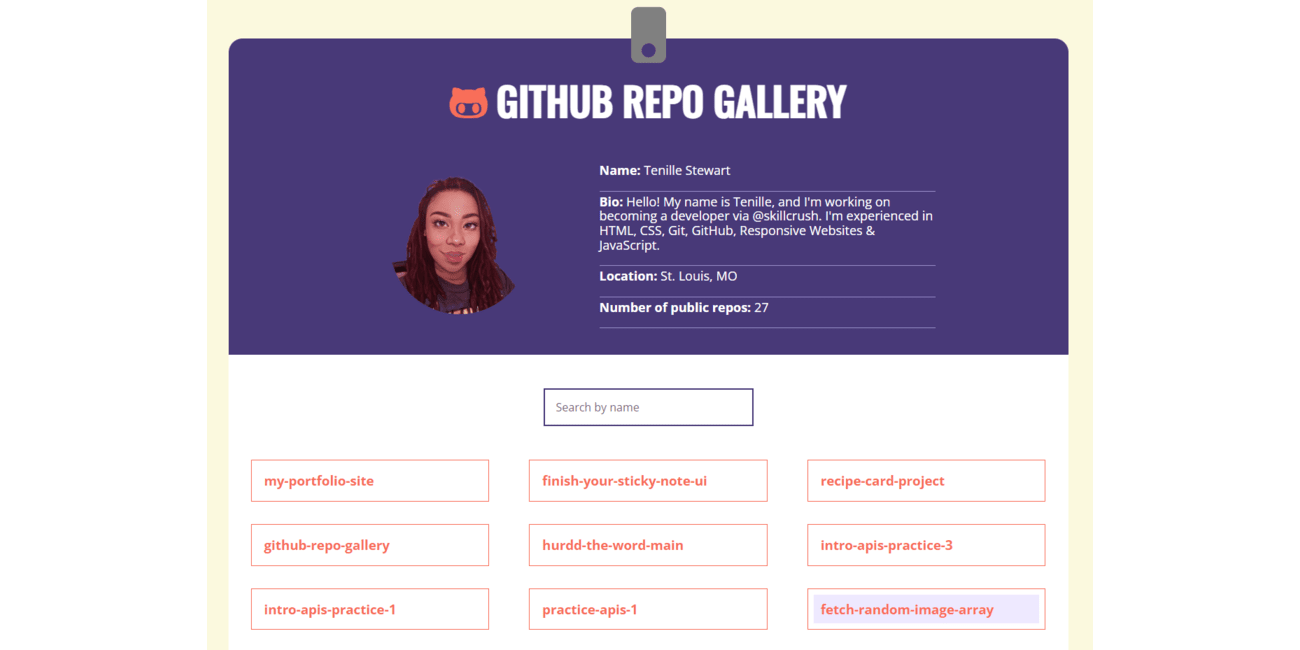 GITHUB REPO GALLERY
Name: Tenille Stewart
Bio: Hello! My name is Tenille, and I'm working on
becoming a developer via @skillcrush. I'm experienced in
HTML, CSS, Git, GitHub, Responsive Websites &
JavaScript.
Location: St. Louis, MO
Number of public repos: 27
Search by name
my-portfolio-site
finish-your-sticky-note-ui
recipe-card-project
github-repo-gallery
hurdd-the-word-main
intro-apis-practice-3
intro-apis-practice-1
practice-apis-1
fetch-random-image-array